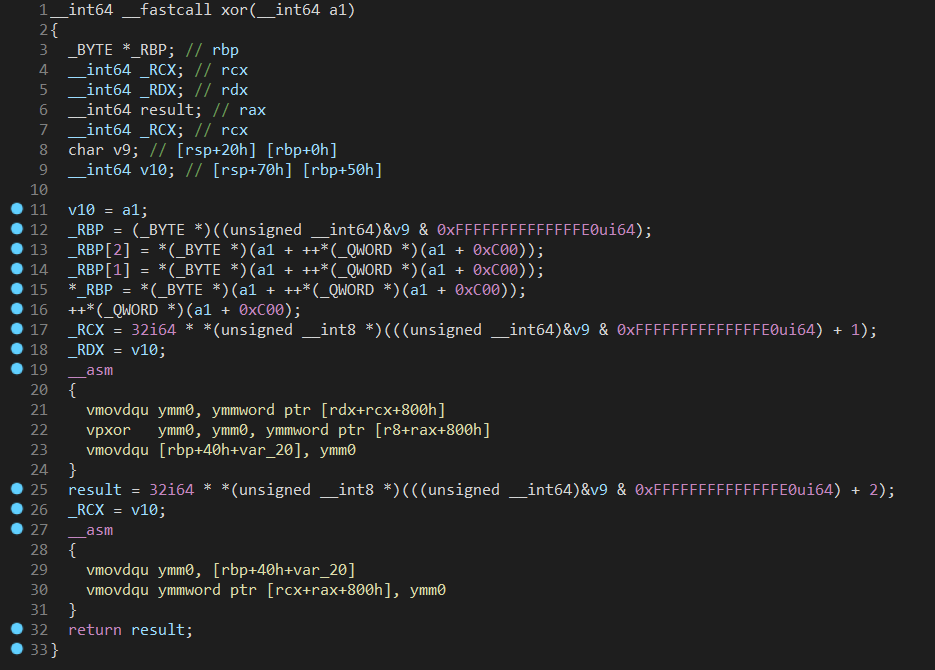 1 __int64 __fastcall xor(__int64 a1)
2 {
3 _BYTE *_RBP; // rbp
4 __int64 _RCX; // rcx
5 __int64 _RDX; // rdx
6 __int64 result; // rax
7 __int64 _RCX; // rcx
8 char v9; // [rsp+20h] [rbp+0h]
9 __int64 v10; // [rsp+70h] [rbp+50h]
10
11 v10 = a1;
12 _RBP = (_BYTE *)((unsigned __int64)&v9 & 0xFFFFFFFFFFFFFFE0ui64);
13 _RBP[2] = *(_BYTE *)(a1 + ++*(_QWORD *)(a1 + 0xC00));
14 _RBP[1] = *(_BYTE *)(a1 + ++*(_QWORD *)(a1 + 0xC00));
15 *_RBP = *(_BYTE *)(a1 + ++*(_QWORD *)(a1 + 0xC00));
16 ++*(_QWORD *)(a1 + 0xC00);
17 _RCX = 32i64 * *(unsigned __int8 *)(((unsigned __int64)&v9 & 0xFFFFFFFFFFFFFFE0ui64) + 1);
18 _RDX = v10;
19 __asm
20 {
21 vmovdqu ymm0, ymmword ptr [rdx+rcx+800h]
22 vpxor ymm0, ymm0, ymmword ptr [r8+rax+800h]
23 vmovdqu [rbp+40h+var_20], ymm0
24 }
25 result = 32i64 * *(unsigned __int8 *)(((unsigned __int64)&v9 & 0xFFFFFFFFFFFFFFE0ui64) + 2);
26 _RCX = v10;
27 __asm
28 {
29 vmovdqu ymm0, [rbp+40h+var_20]
30 vmovdqu ymmword ptr [rcx+rax+800h], ymm0
31 }
32 return result;
33 }